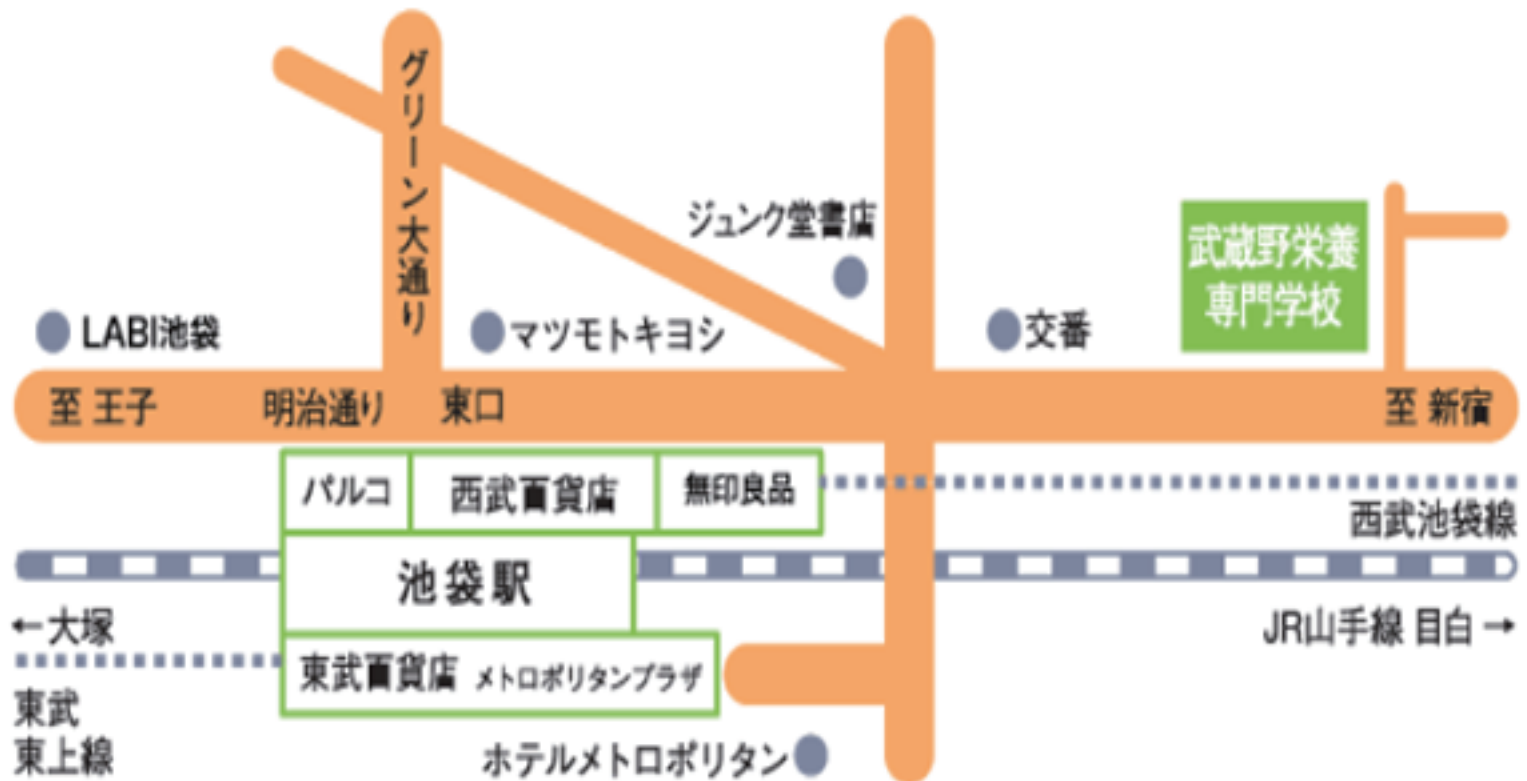 グリーン大通り
ジュンク堂書店
武蔵野栄養
専門学校
LABI池袋
マツモトキヨシ
交番
至 王子
明治通り
東口
至 新宿
パルコ
西武百貨店
無印良品
西武池袋線
池袋駅
←大塚
JR山手線 目白→
東武百貨店 メトロポリタンプラザ
東武
東上線
ホテルメトロポリタン